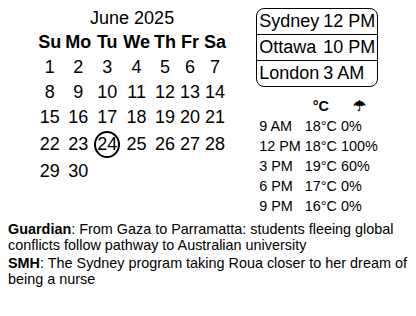 June 2025
Su Mo Tu We Th Fr Sa
1 2 3 4 5 6 7
8 9 10 11 12 13 14
15 16 17 18 19 20 21
22 23 24 25 26 27 28
29 30
Sydney 12 PM
Ottawa 10 PM
London 3 AM
°C ☂
9 AM 18°C 0%
12 PM 18°C 100%
3 PM 19°C 60%
6 PM 17°C 0%
9 PM 16°C 0%
Guardian: From Gaza to Parramatta: students fleeing global
conflicts follow pathway to Australian university
SMH: The Sydney program taking Roua closer to her dream of
being a nurse